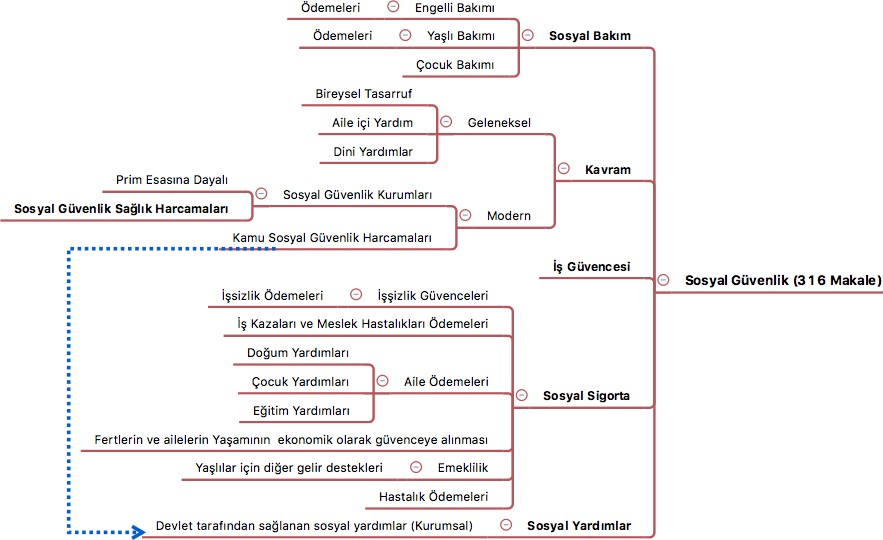 Ödemeleri Engelli Bakımı
Ödemeleri Yaşlı Bakımı Sosyal Bakım
Çocuk Bakımı
Bireysel Tasarruf
Aile içi Yardım Geleneksel
Dini Yardımlar
Kavram
Prim Esasına Dayalı
Sosyal Güvenlik Kurumları
Sosyal Güvenlik Sağlık Harcamaları
Modern
Kamu Sosyal Güvenlik Harcamaları
İş Güvencesi
Sosyal Güvenlik (316 Makale)
İşsizlik Ödemeleri İşşizlik Güvenceleri
İş Kazaları ve Meslek Hastalıkları Ödemeleri
Doğum Yardımları
Çocuk Yardımları Aile Ödemeleri
Sosyal Sigorta
Eğitim Yardımları
Fertlerin ve ailelerin Yaşamının ekonomik olarak güvenceye alınması
Yaşlılar için diğer gelir destekleri Emeklilik
Hastalık Ödemeleri
Devlet tarafından sağlanan sosyal yardımlar (Kurumsal) Sosyal Yardımlar